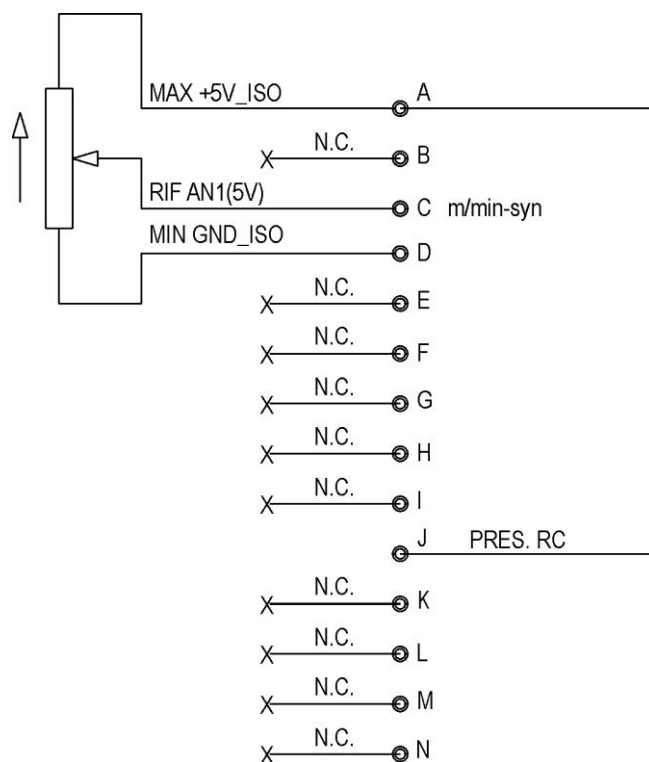 MAX +5V_ISO A
N.C. B
RIF AN1(5V) C m/min-syn
MIN GND_ISO D
N.C. E
N.C. F
N.C. G
N.C. H
N.C. I
J PRES. RC
N.C. K
N.C. L
N.C. M
N.C. N